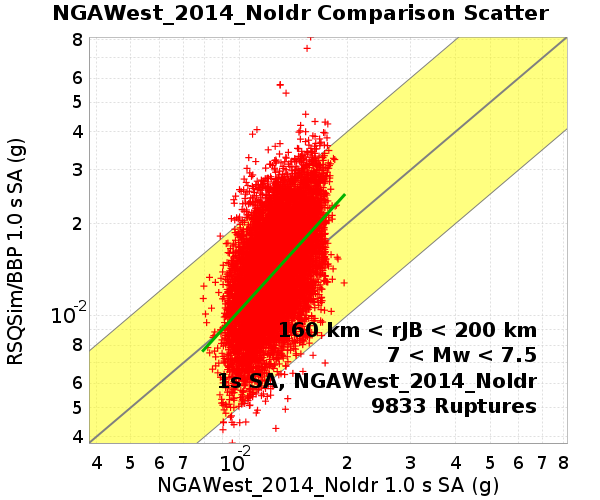 NGAWest_2014_NoIdr Comparison Scatter
RSQSim/BBP 1.0 s SA (g)
8
6
5
4
3
2
10-2
8
6
5
4
160 km < rJB < 200 km
7 < Mw < 7.5
1s SA, NGAWest_2014_NoIdr
9833 Ruptures
4 5 6 7 10-2 2 3 4 5 6 7 8
NGAWest_2014_NoIdr 1.0 s SA (g)